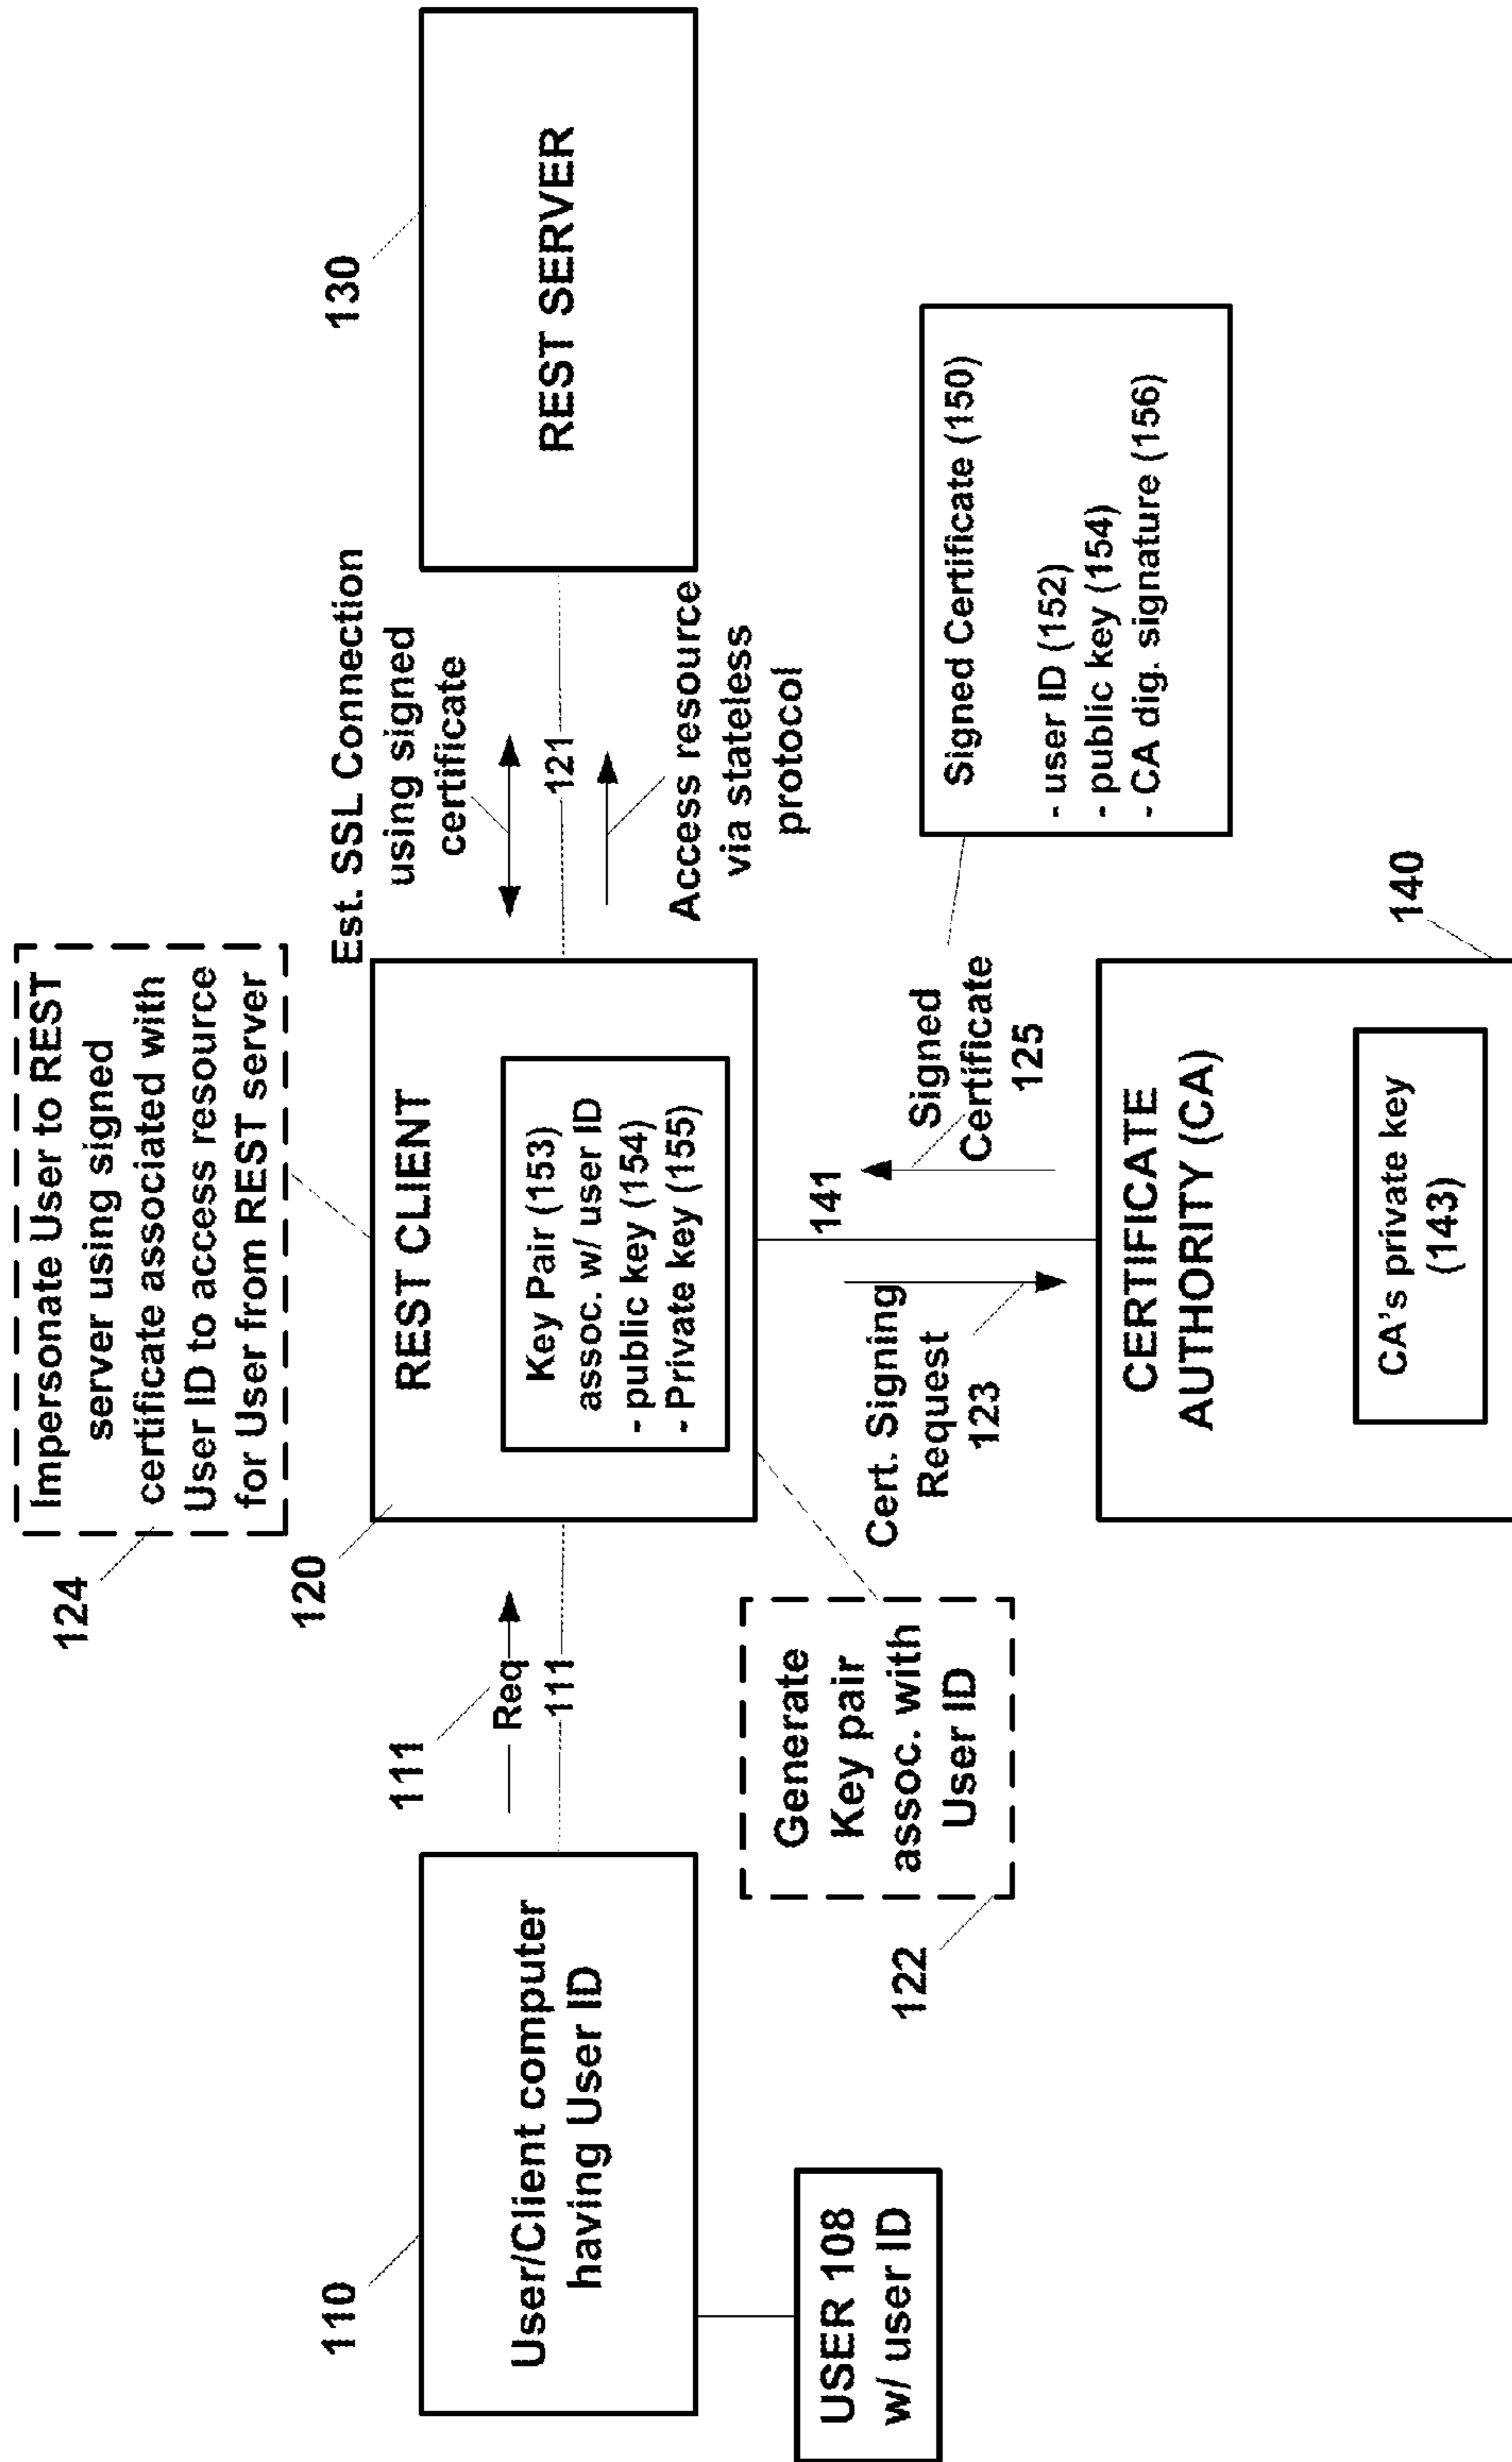 124
Impersonate User to REST
server using signed
certificate associated with
User ID to access resource
for User from REST server
110
User/Client computer
having User ID
USER 108
w/ user ID
111
Req
111
120
REST CLIENT
Key Pair (153)
assoc. w/ user ID
- public key (154)
- Private key (155)
122
Generate
Key pair
assoc. with
User ID
Est. SSL Connection
using signed
certificate
121
Access resource
via stateless
protocol
130
REST SERVER
Cert. Signing
Request
123
141
Signed
Certificate
125
Signed Certificate (150)
- user ID (152)
- public key (154)
- CA dig. signature (156)
140
CERTIFICATE
AUTHORITY (CA)
CA's private key
(143)